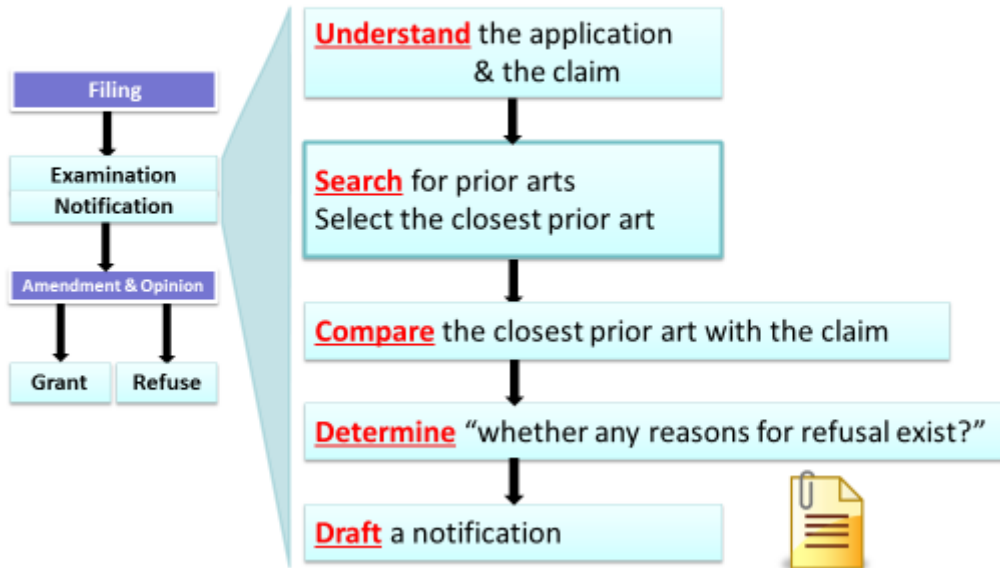 Filing
Examination
Notification
Amendment & Opinion
Grant
Refuse
Understand the application
& the claim
Search for prior arts
Select the closest prior art
Compare the closest prior art with the claim
Determine “whether any reasons for refusal exist?”
Draft a notification